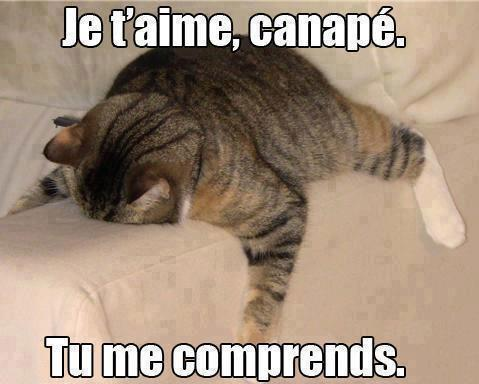 Je t'aime, canapé.
Tu me comprends.